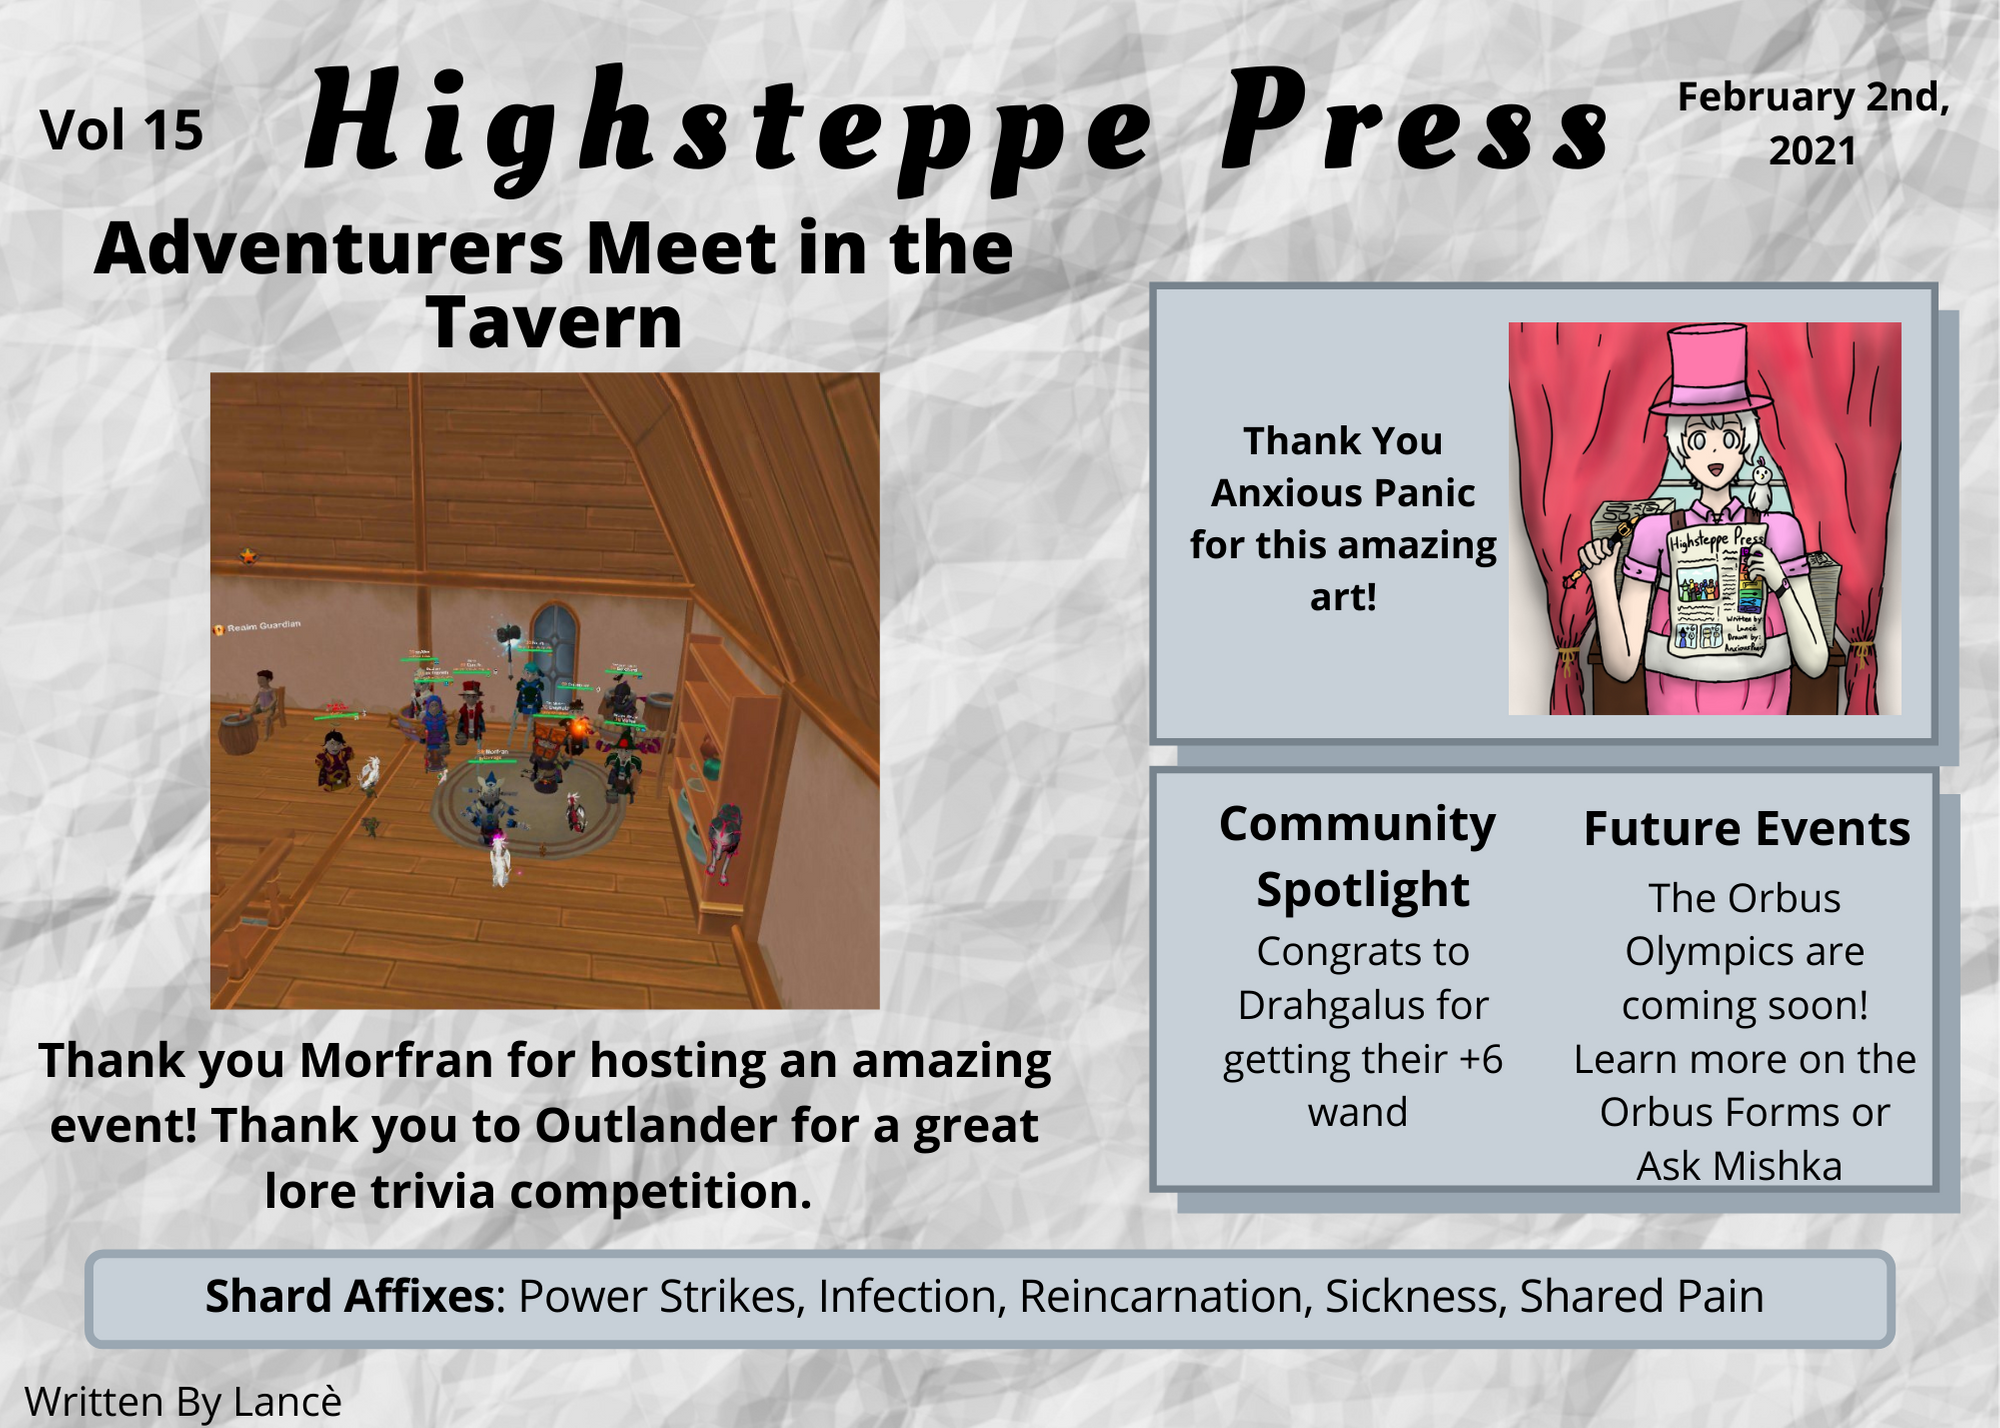 Vol 15
Highsteppe Press
February 2nd,
2021
Adventurers Meet in the
Tavern
Realm Guardian
Morfran
Thank you Morfran for hosting an amazing
event! Thank you to Outlander for a great
lore trivia competition.
Thank You
Anxious Panic
for this amazing
art!
Highsteppe Press
Written by
Lancè
Drawn by:
AnxiousPanic
Community
Spotlight
Congrats to
Drahgalus for
getting their +6
wand
Future Events
The Orbus
Olympics are
coming soon!
Learn more on the
Orbus Forms or
Ask Mishka
Shard Affixes: Power Strikes, Infection, Reincarnation, Sickness, Shared Pain
Written By Lancè